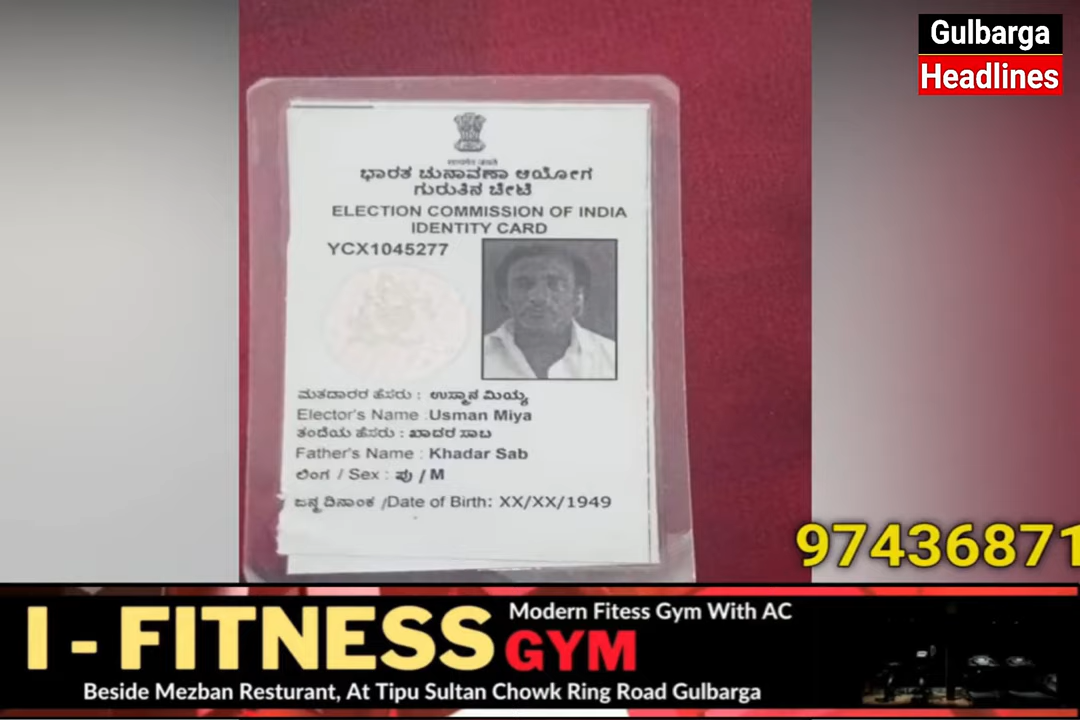 Gulbarga
Headlines
ಭಾರತ ಚುನಾವಣಾ ಆಯೋಗ
ಗುರುತಿನ ಚೀಟಿ
ELECTION COMMISSION OF INDIA
IDENTITY CARD
YCX1045277
ಮತದಾರರ ಹೆಸರು : ಉಸ್ಮಾನ ಮಿಯ್ಯ
Elector's Name : Usman Miya
ತಂದೆಯ ಹೆಸರು : ಖಾದರ ಸಾಬ
Father's Name : Khadar Sab
ಲಿಂಗ / Sex : ಪು / M
ಜನ್ಮ ದಿನಾಂಕ /Date of Birth: XX/XX/1949
97436871
I - FITNESS GYM
Modern Fitess Gym With AC
Beside Mezban Resturant, At Tipu Sultan Chowk Ring Road Gulbarga